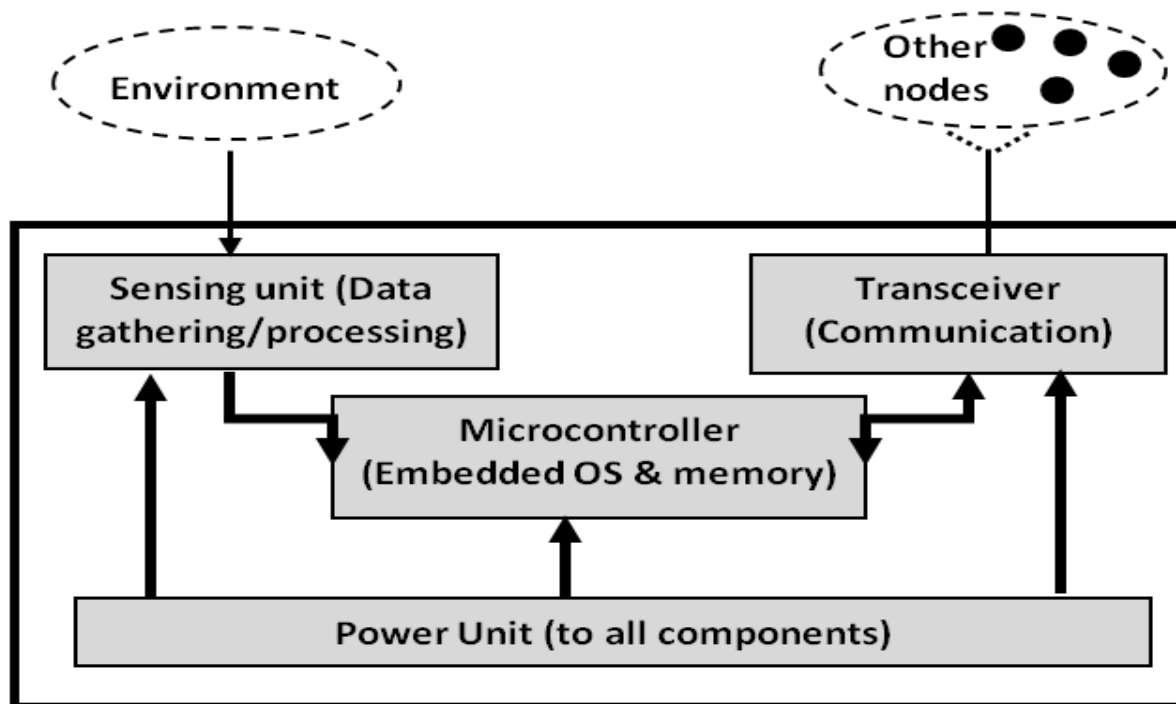 Environment
Other
nodes
Sensing unit (Data
gathering/processing)
Transceiver
(Communication)
Microcontroller
(Embedded OS & memory)
Power Unit (to all components)